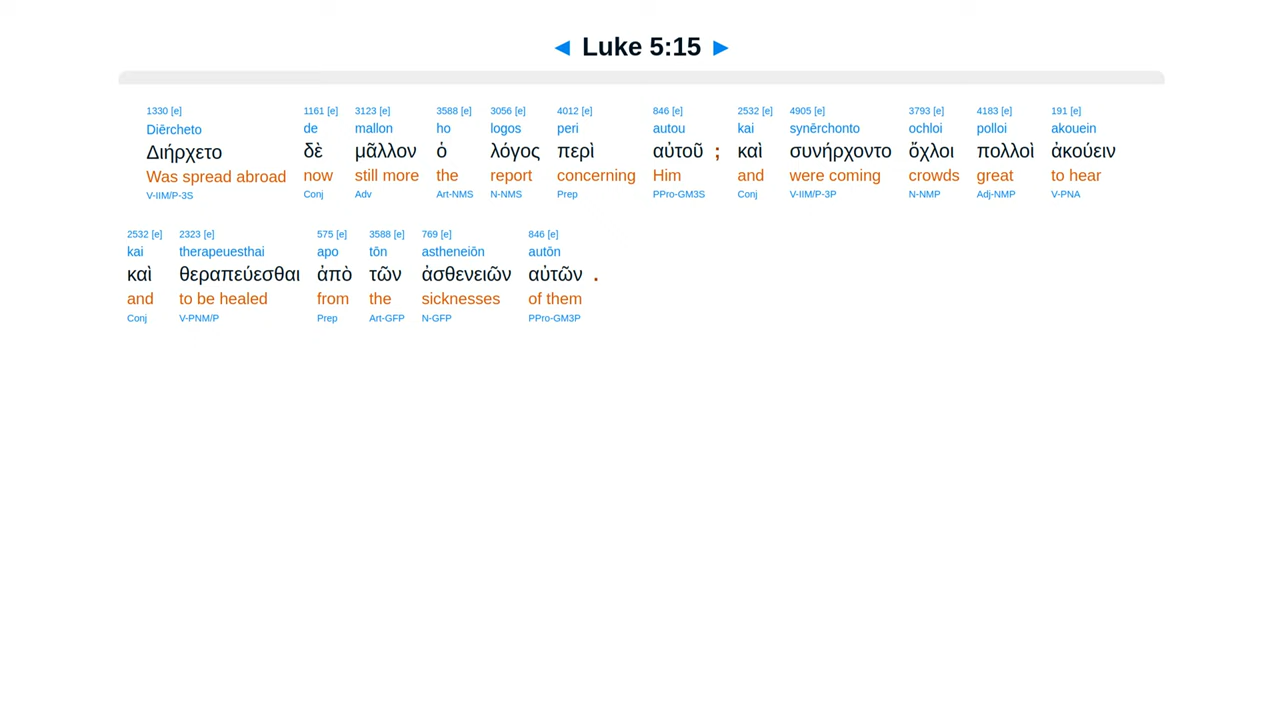 ◄ Luke 5:15 ►
1330 [e] 1161 [e] 3123 [e] 3588 [e] 3056 [e] 4012 [e] 846 [e] 2532 [e] 4905 [e] 3793 [e] 4183 [e] 191 [e]
Diērcheto de mallon ho logos peri autou kai synērchonto ochloi polloi akouein
Διήρχετο δὲ μᾶλλον ὁ λόγος περὶ αὐτοῦ ; καὶ συνήρχοντο ὄχλοι πολλοὶ ἀκούειν
Was spread abroad now still more the report concerning Him and were coming crowds great to hear
V-IIM/P-3S Conj Adv Art-NMS N-NMS Prep PPro-GM3S Conj V-IIM/P-3P N-NMP Adj-NMP V-PNA
2532 [e] 2323 [e] 575 [e] 3588 [e] 769 [e] 846 [e]
kai therapeuesthai apo tōn astheneiōn autōn
καὶ θεραπεύεσθαι ἀπὸ τῶν ἀσθενειῶν αὐτῶν .
and to be healed from the sicknesses of them
Conj V-PNM/P Prep Art-GFP N-GFP PPro-GM3P